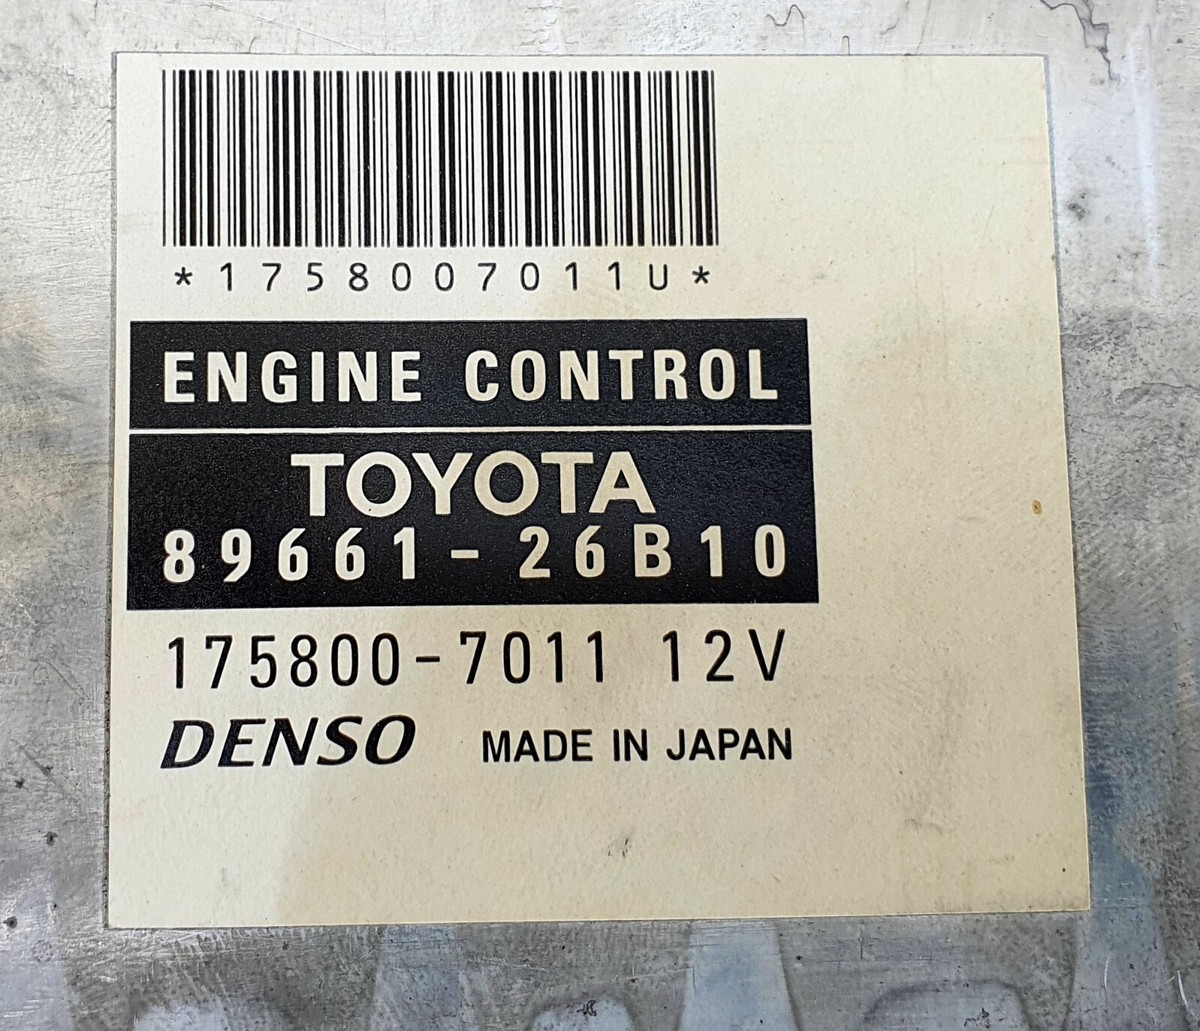 *1758007011U*
ENGINE CONTROL
TOYOTA
89661-26B10
175800-7011 12V
DENSO MADE IN JAPAN